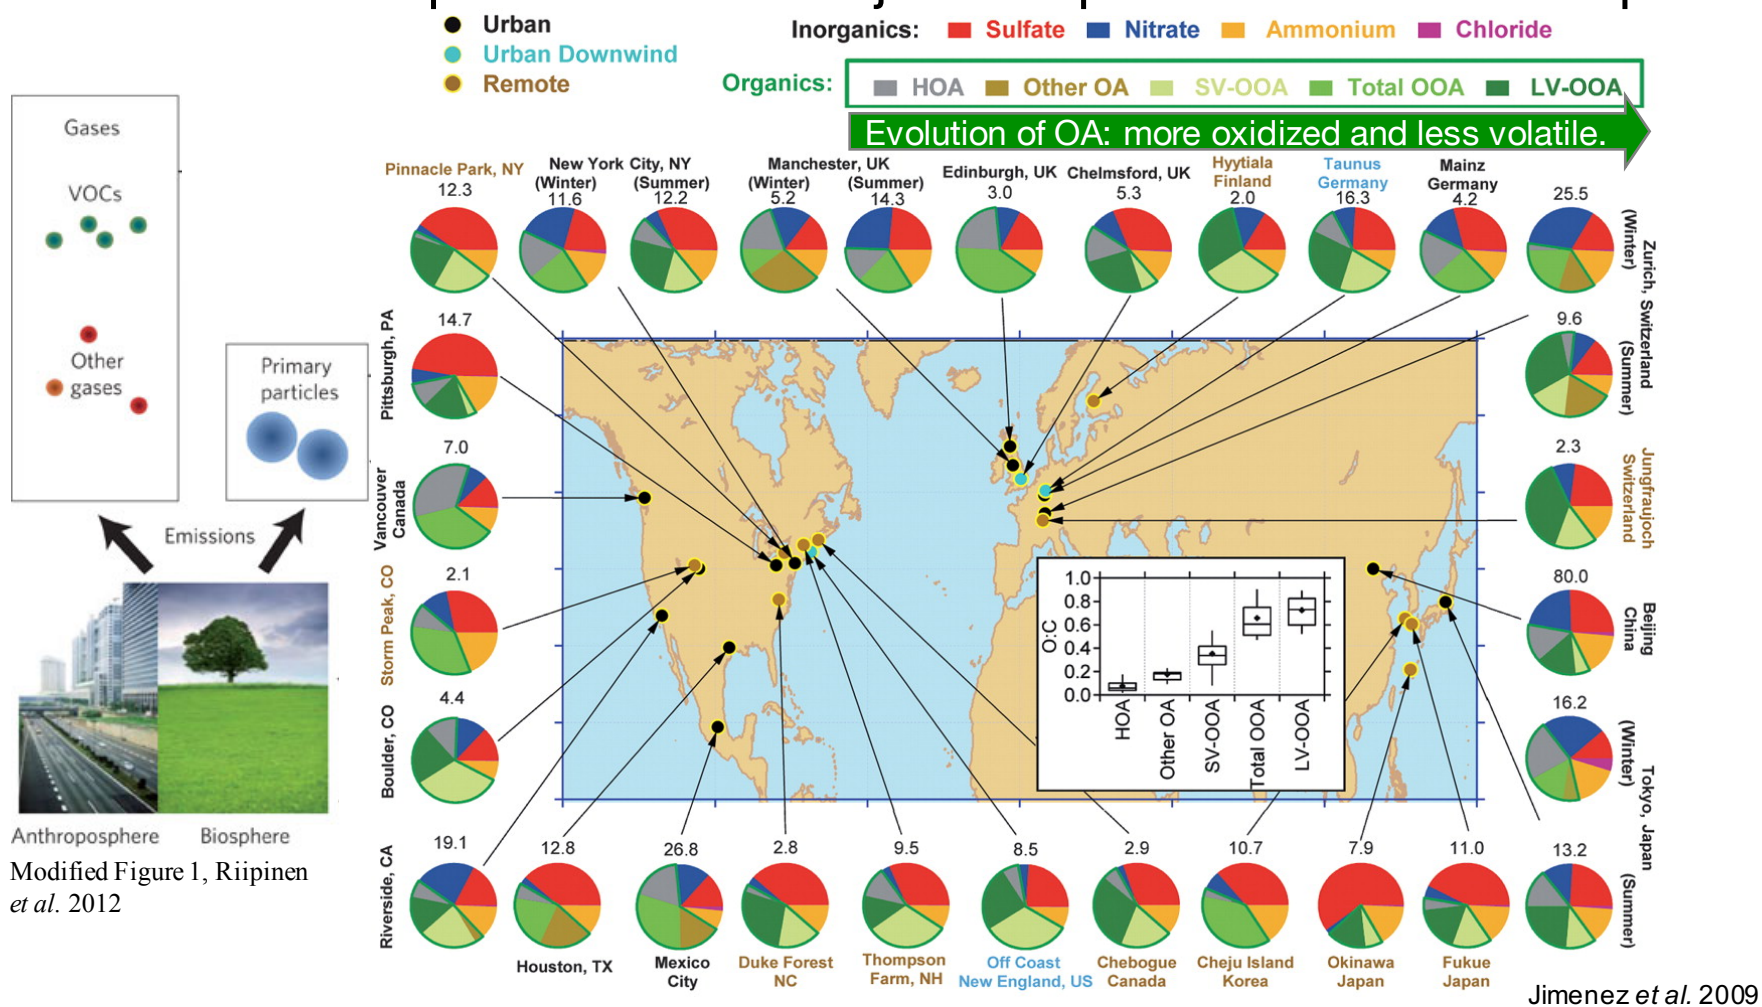 Urban
Urban Downwind
Remote
Inorganics: Sulfate Nitrate Ammonium Chloride
Organics: HOA Other OA SV-OOA Total OOA LV-OOA
Evolution of OA: more oxidized and less volatile.
Gases
VOCs
Other
gases
Primary
particles
Emissions
Anthroposphere Biosphere
Modified Figure 1, Riipinen
et al. 2012
Pinnacle Park, NY
12.3
New York City, NY
(Winter) (Summer)
11.6 12.2
Manchester, UK
(Winter) (Summer)
5.2 14.3
Edinburgh, UK
3.0
Chelmsford, UK
5.3
Hyytiala
Finland
2.0
Taunus
Germany
16.3
Mainz
Germany
4.2
25.5
(Winter)
Zurich, Switzerland
9.6
(Summer)
Pittsburgh, PA
14.7
2.3
Jungfraujoch
Switzerland
Vancouver
Canada
7.0
80.0
Beijing
China
Storm Peak, CO
2.1
16.2
(Winter)
Tokyo, Japan
Boulder, CO
4.4
13.2
(Summer)
O:C
1.0
0.8
0.6
0.4
0.2
0.0
HOA
Other OA
SV-OOA
Total OOA
LV-OOA
Riverside, CA
19.1
12.8
Houston, TX
26.8
Mexico
City
2.8
Duke Forest
NC
9.5
Thompson
Farm, NH
8.5
Off Coast
New England, US
2.9
Chebogue
Canada
10.7
Cheju Island
Korea
7.9
Okinawa
Japan
11.0
Fukue
Japan
Jimenez et al. 2009